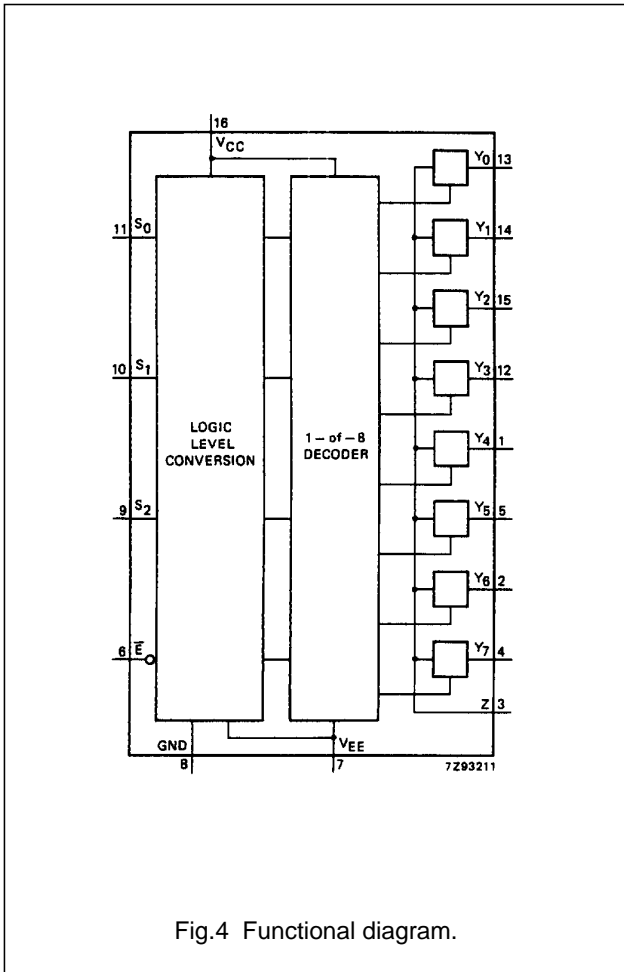 16
VCC
Y0 13
11 S0
Y1 14
Y2 15
10 S1
Y3 12
LOGIC
LEVEL
CONVERSION
1 – of – 8
DECODER
Y4 1
9 S2
Y5 5
Y6 2
6 E̅
Y7 4
Z 3
GND
VEE
8
7
7Z93211
Fig.4 Functional diagram.